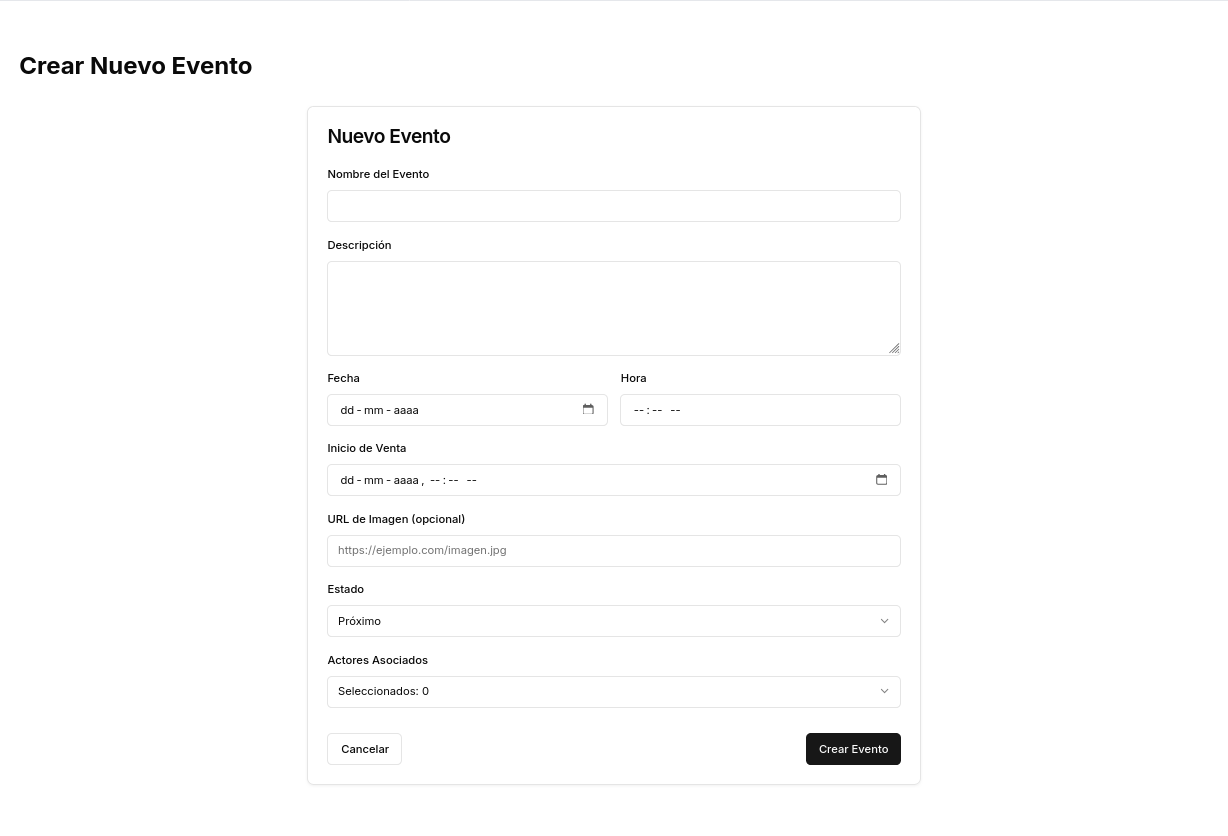 Crear Nuevo Evento
Nuevo Evento
Nombre del Evento
Descripción
Fecha Hora
dd - mm - aaaa -- : -- --
Inicio de Venta
dd - mm - aaaa , -- : -- --
URL de Imagen (opcional)
https://ejemplo.com/imagen.jpg
Estado
Próximo
Actores Asociados
Seleccionados: 0
Cancelar Crear Evento